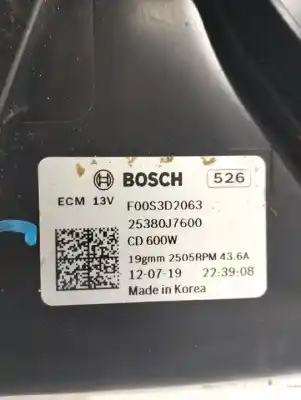 BOSCH 526
ECM 13V F00S3D2063
25380J7600
CD 600W
19gmm 2505RPM 43.6A
12-07-19 22:39:08
Made in Korea